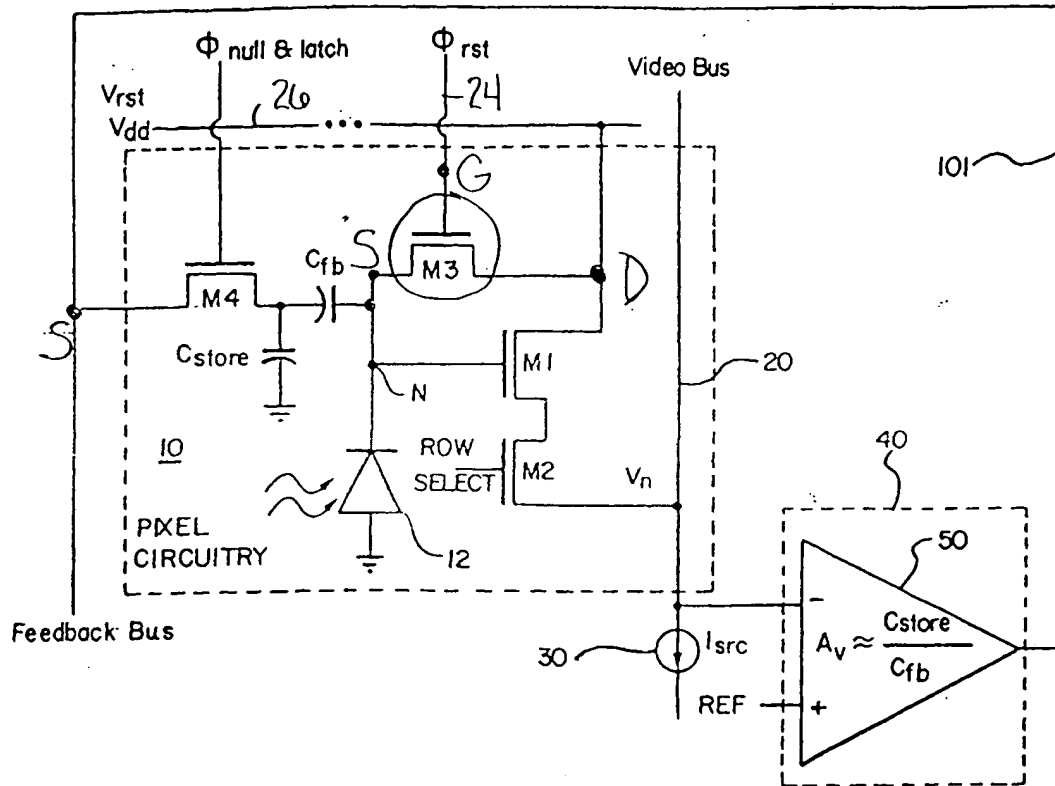 Φ null & latch
Φ rst
Video Bus
Vrst
26
24
Vdd
101
G
S
Cfb
M3
D
M4
S
Cstore
M1
20
N
10
ROW
SELECT
M2
Vn
40
PIXEL
CIRCUITRY
12
50
Feedback Bus
30
Isrc
−
Av ≈ Cstore
Cfb
REF
+